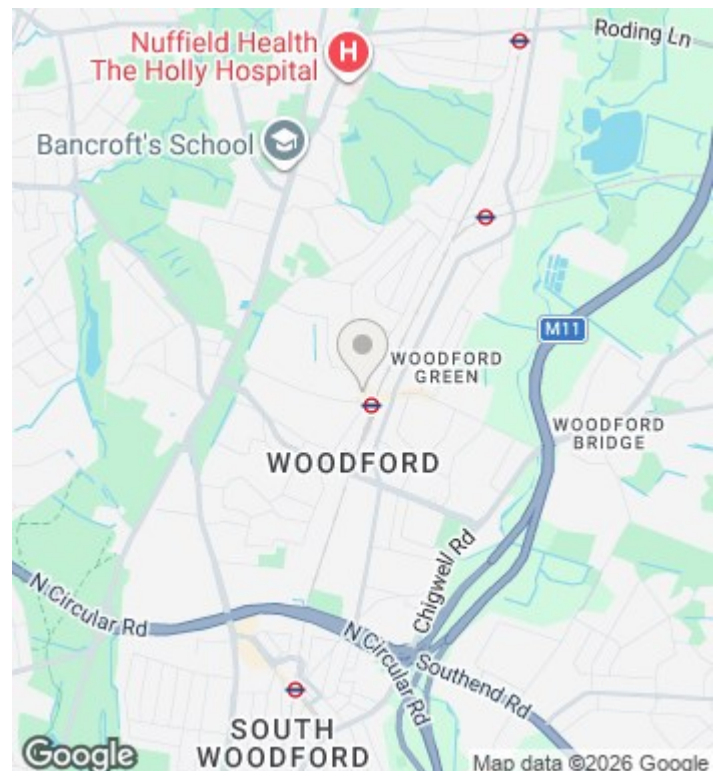 Roding Ln
Nuffield Health
The Holly Hospital
H
Bancroft's School
M11
WOODFORD
GREEN
WOODFORD
BRIDGE
WOODFORD
Chigwell Rd
N Circular Rd
N Circular Rd
Southend Rd
SOUTH
WOODFORD
Google
Map data ©2026 Google